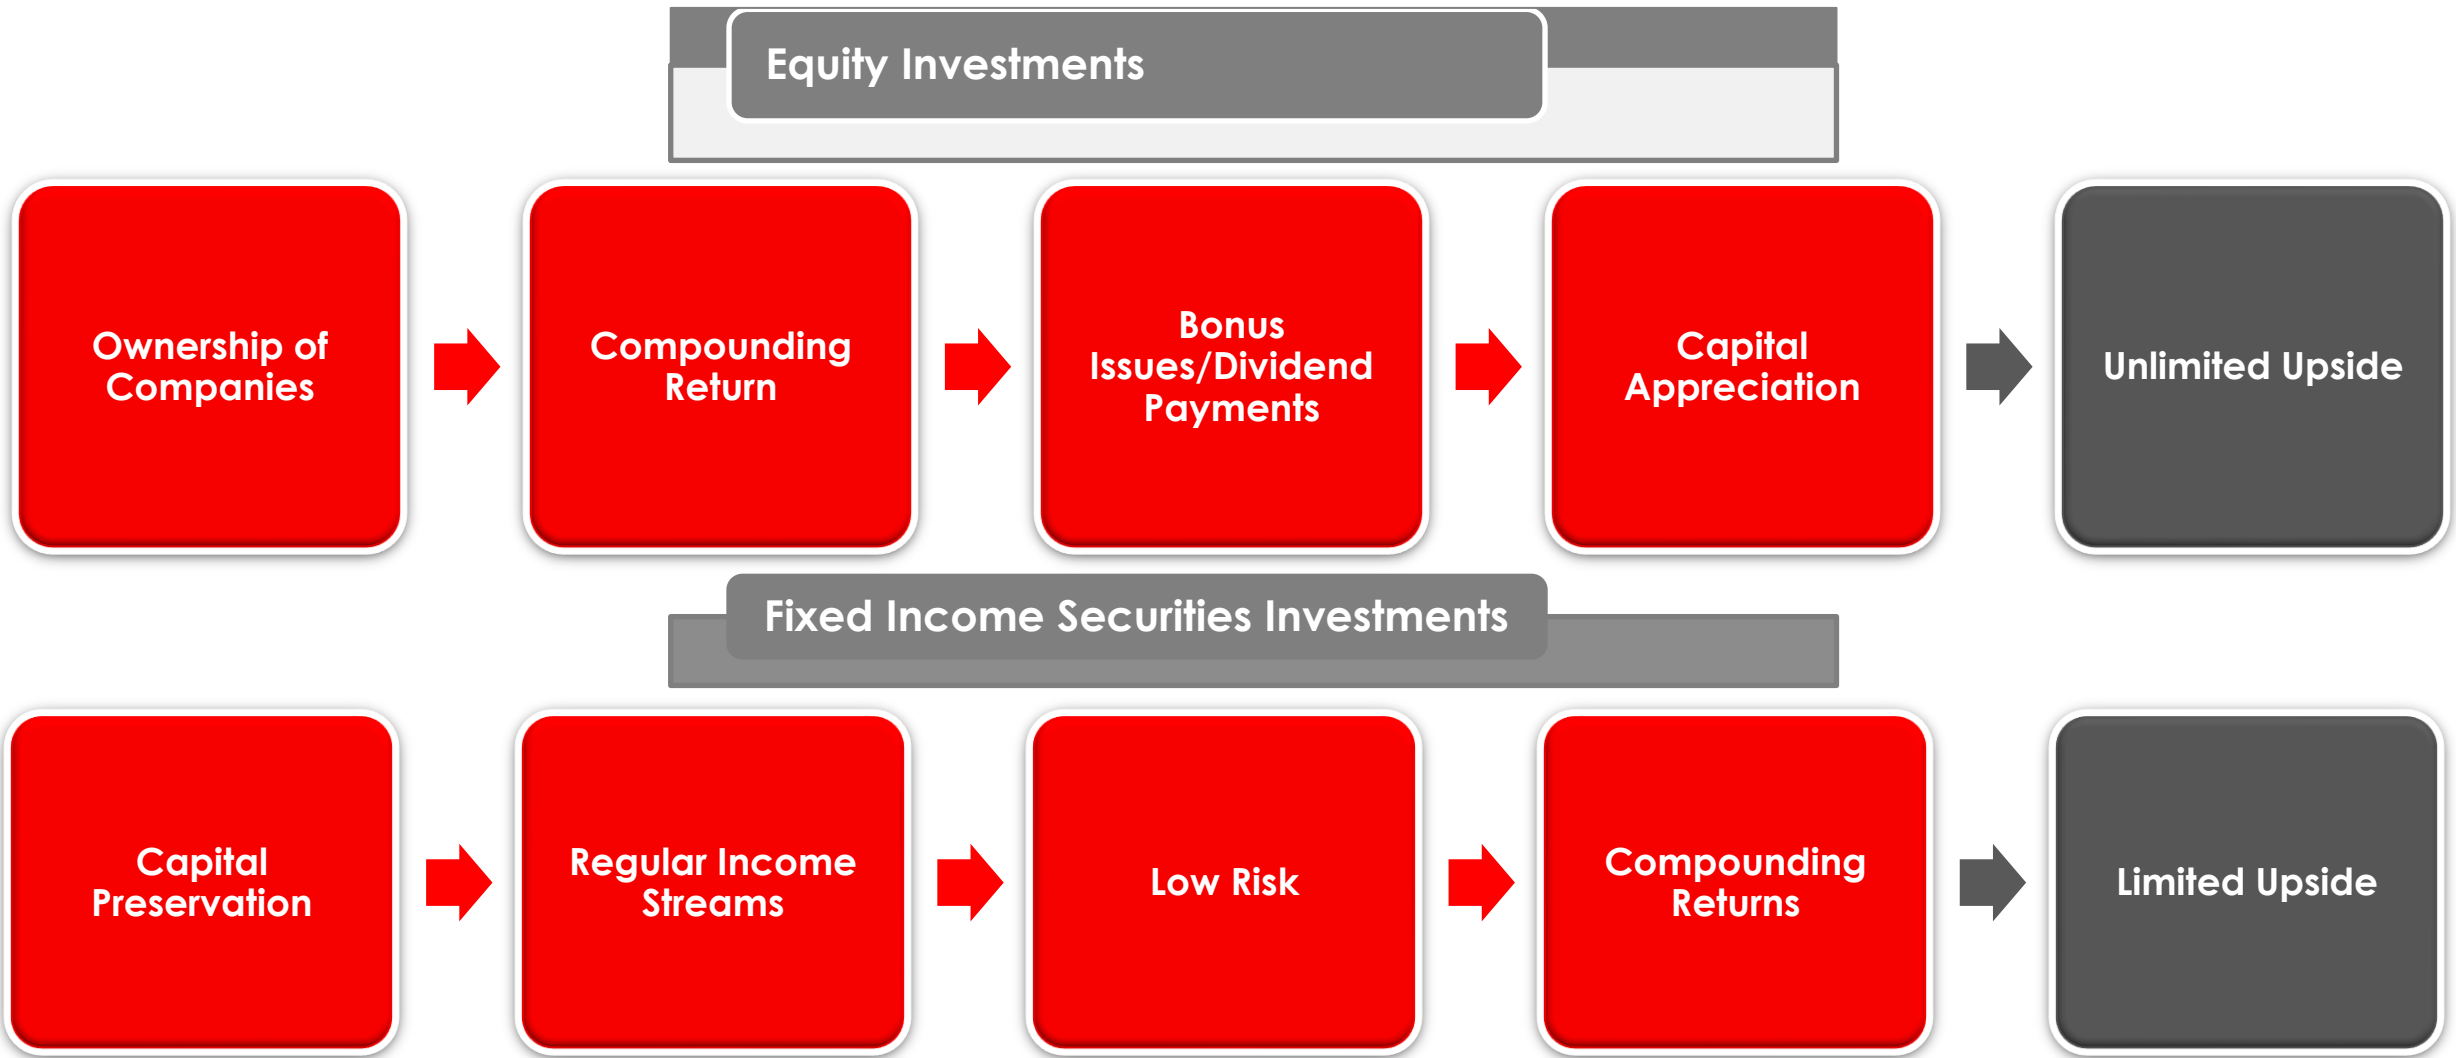 Equity Investments
Ownership of
Companies
Compounding
Return
Bonus
Issues/Dividend
Payments
Capital
Appreciation
Unlimited Upside
Fixed Income Securities Investments
Capital
Preservation
Regular Income
Streams
Low Risk
Compounding
Returns
Limited Upside